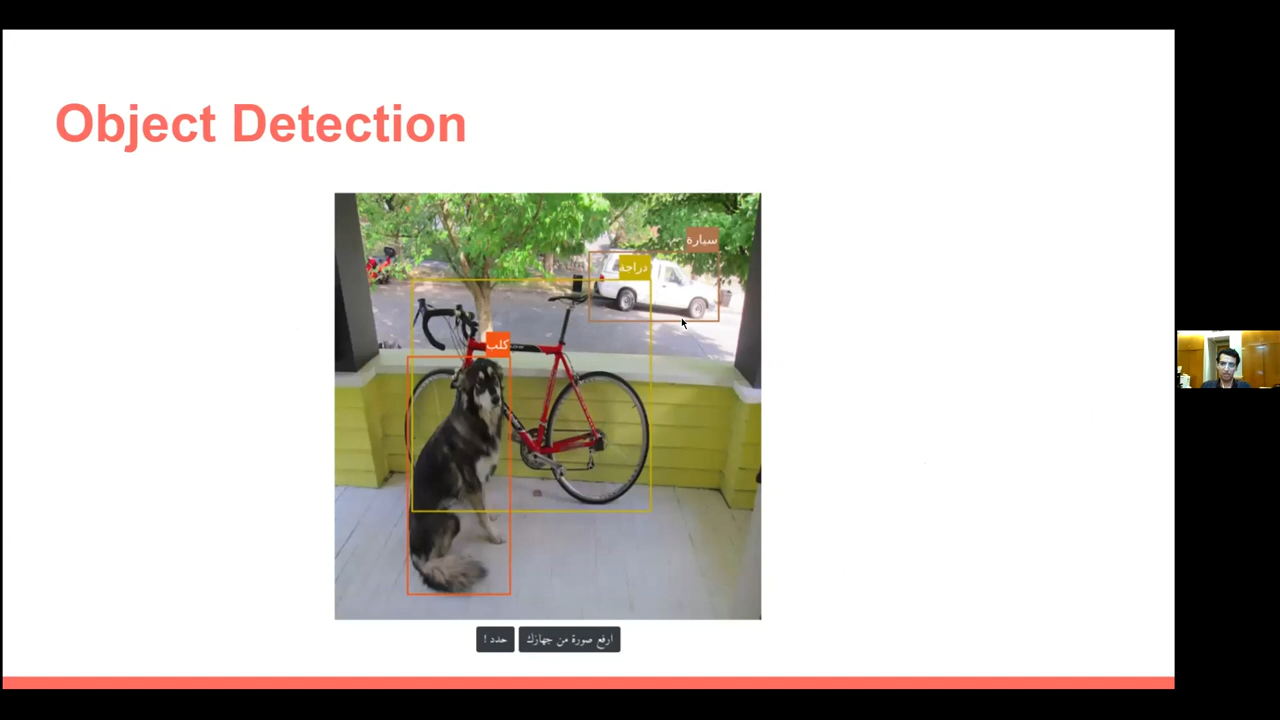 Object Detection
سيارة
دراجة
كلب
ارفع صورة من جهازك
حدد !